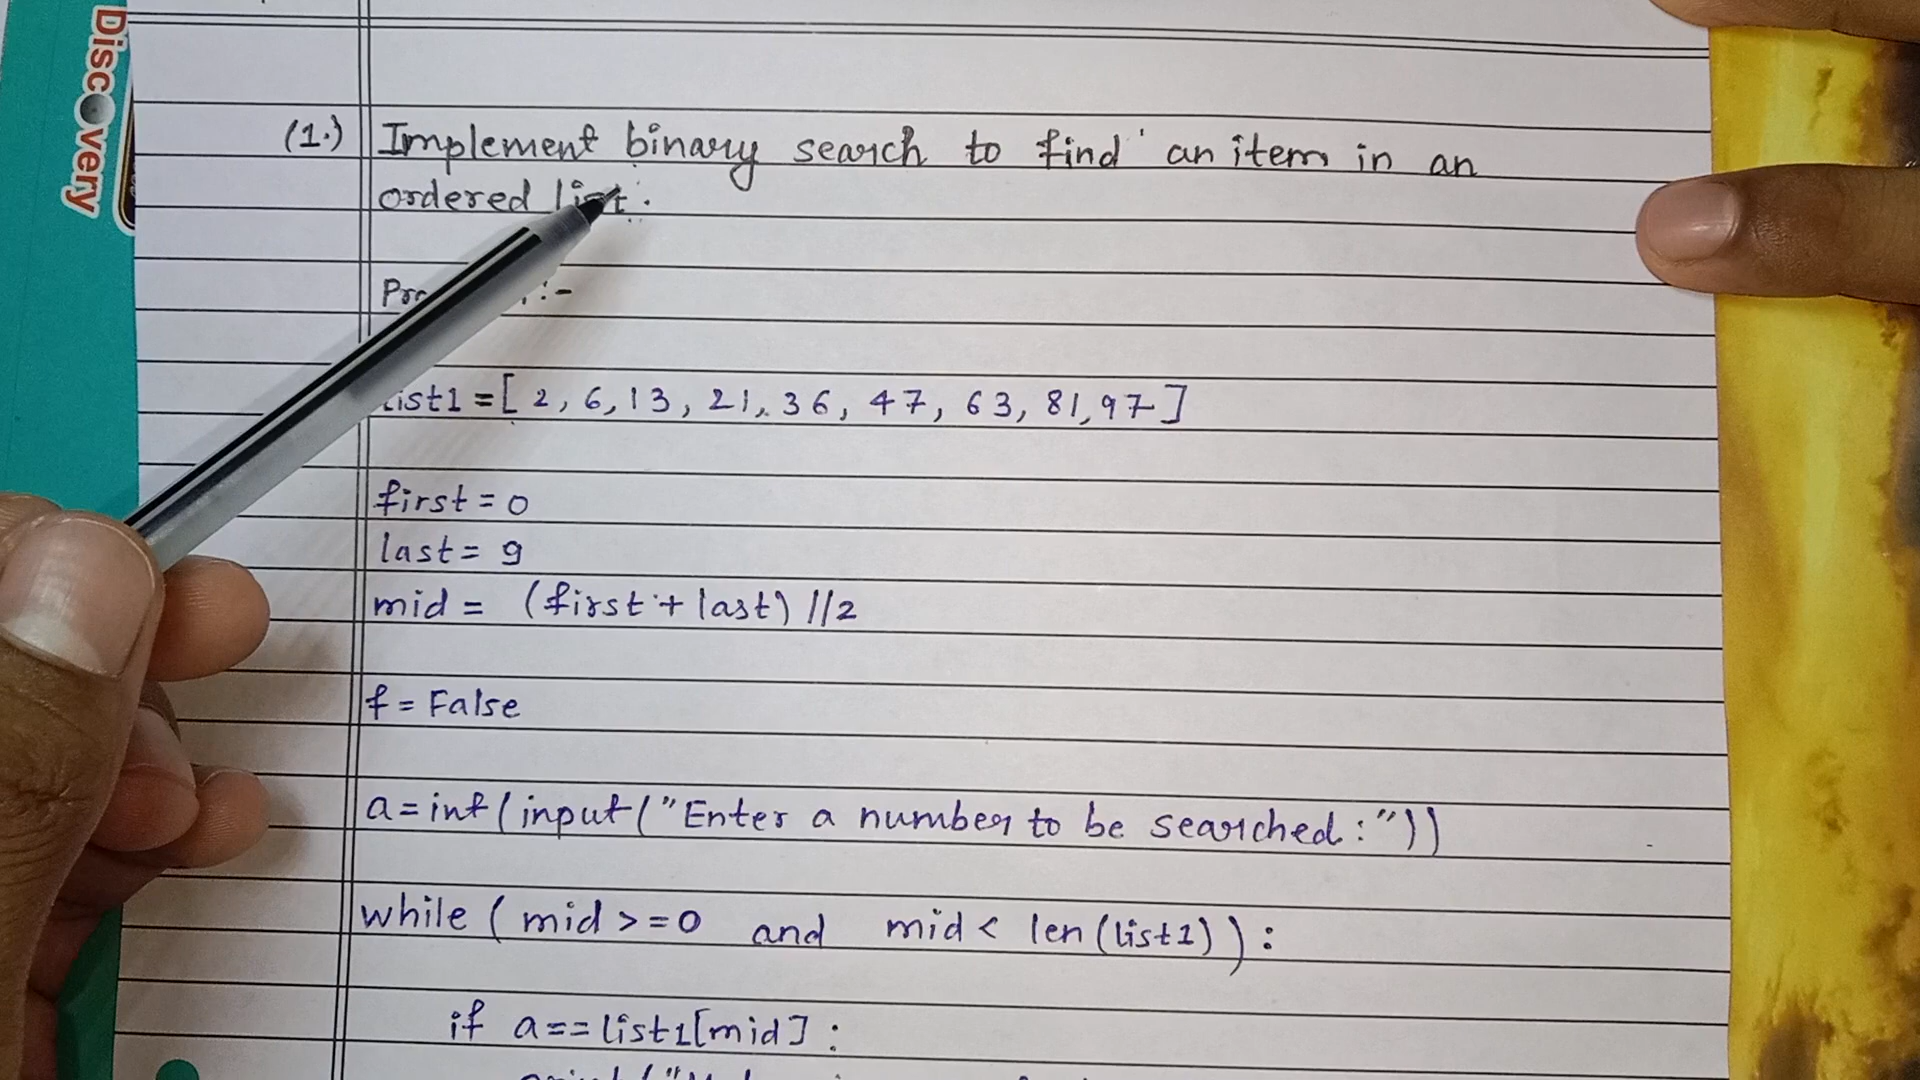 Discovery
(1.) Implement binary search to find an item in an
ordered list.
:-
list1 = [ 2, 6, 13, 21, 36, 47, 63, 81, 97 ]
first = 0
last = 9
mid = (first + last) //2
f = False
a = int(input("Enter a number to be searched:"))
while ( mid >= 0 and mid < len(list1)):
if a == list1[mid] :